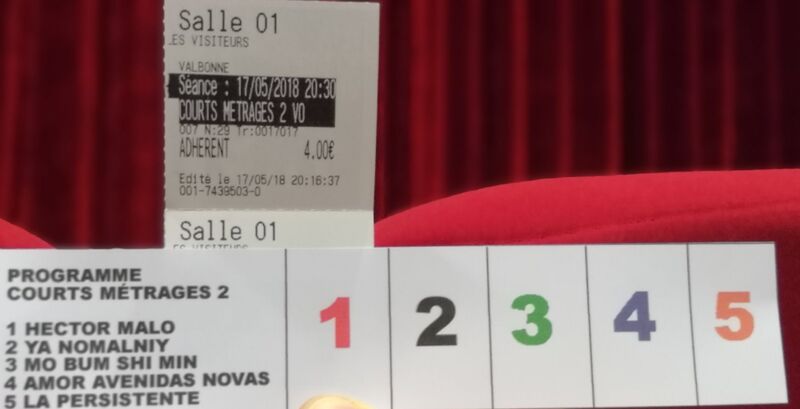 Salle 01
LES VISITEURS
VALBONNE
Séance : 17/05/2018 20:30
COURTS METRAGES 2 VO
007 N:29 Tr:0017017
ADHERENT 4.00€
Edité le 17/05/18 20:16:37
001-7439503-0
Salle 01
LES VISITEURS
PROGRAMME
COURTS MÉTRAGES 2
1 HECTOR MALO
2 YA NOMALNIY
3 MO BUM SHI MIN
4 AMOR AVENIDAS NOVAS
5 LA PERSISTENTE
1 2 3 4 5